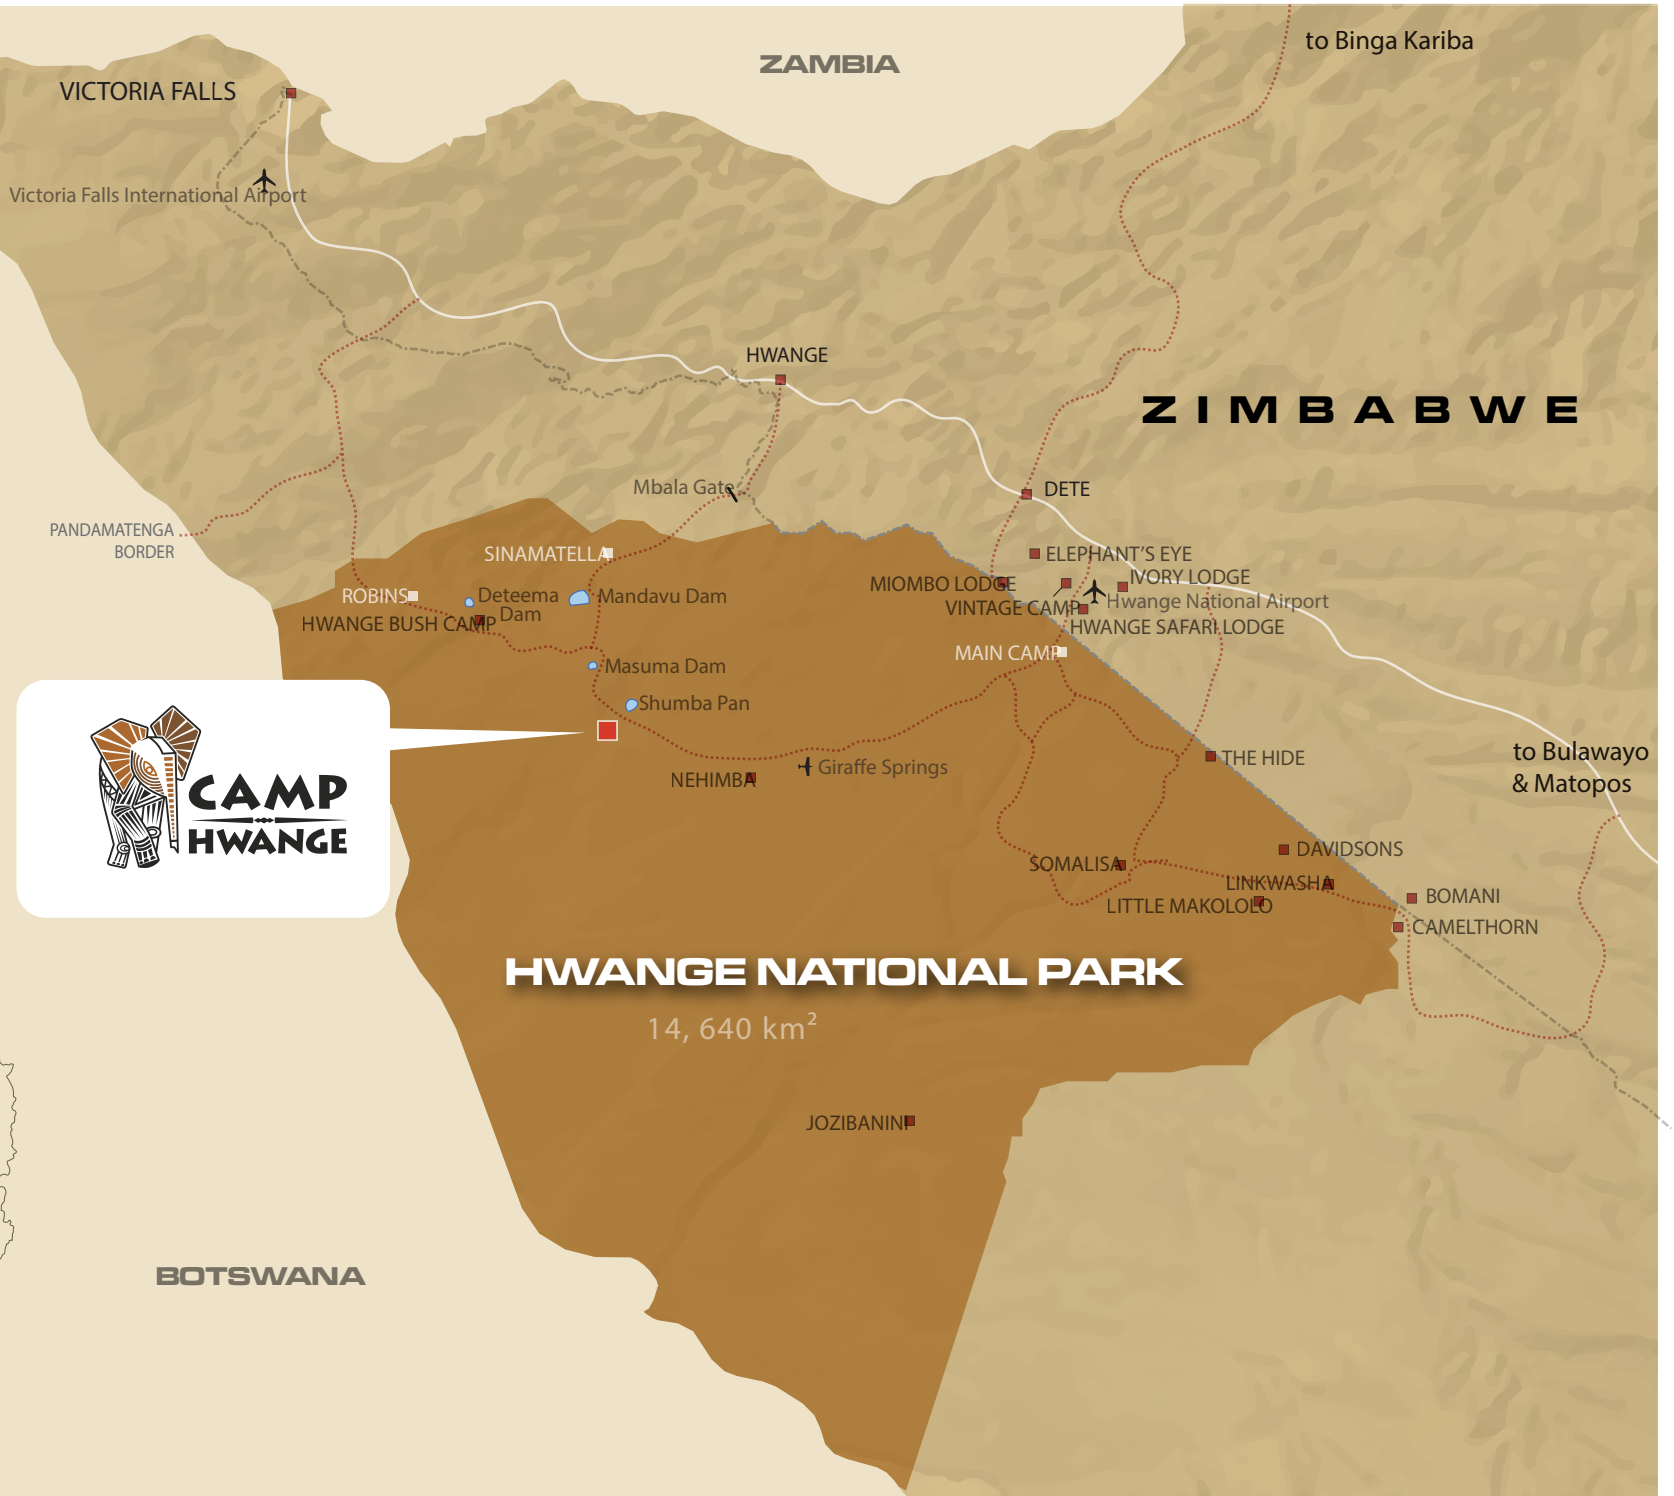 to Binga Kariba
ZAMBIA
VICTORIA FALLS
Victoria Falls International Airport
HWANGE
ZIMBABWE
Mbala Gate
DETE
PANDAMATENGA
BORDER
SINAMATELLA
ELEPHANT'S EYE
MIOMBO LODGE
IVORY LODGE
ROBINS
Deteema
Dam
Mandavu Dam
VINTAGE CAMP
Hwange National Airport
HWANGE BUSH CAMP
HWANGE SAFARI LODGE
MAIN CAMP
Masuma Dam
Shumba Pan
CAMP
HWANGE
NEHIMBA
Giraffe Springs
THE HIDE
to Bulawayo
& Matopos
SOMALISA
DAVIDSONS
LINKWASHA
LITTLE MAKOLOLO
BOMANI
CAMELTHORN
HWANGE NATIONAL PARK
14, 640 km²
JOZIBANINI
BOTSWANA